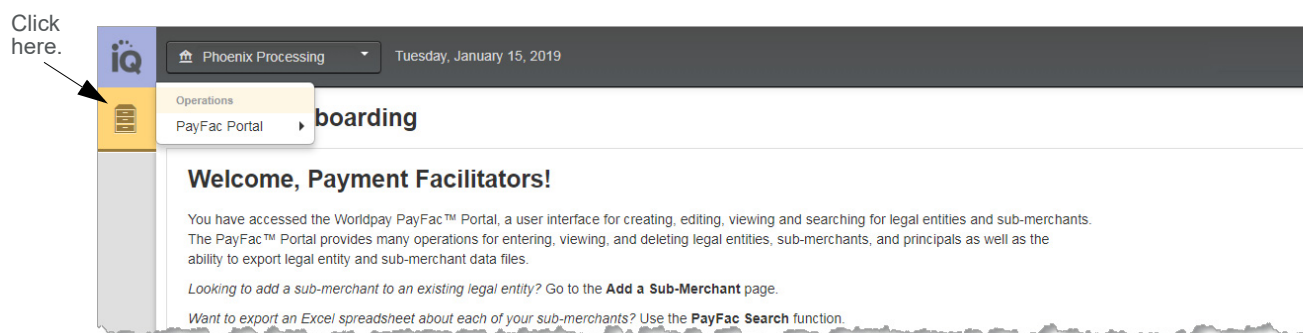 Click
here.
iQ
Phoenix Processing
Tuesday, January 15, 2019
Operations
PayFac Portal
boarding
Welcome, Payment Facilitators!
You have accessed the Worldpay PayFac™ Portal, a user interface for creating, editing, viewing and searching for legal entities and sub-merchants.
The PayFac™ Portal provides many operations for entering, viewing, and deleting legal entities, sub-merchants, and principals as well as the
ability to export legal entity and sub-merchant data files.
Looking to add a sub-merchant to an existing legal entity? Go to the Add a Sub-Merchant page.
Want to export an Excel spreadsheet about each of your sub-merchants? Use the PayFac Search function.